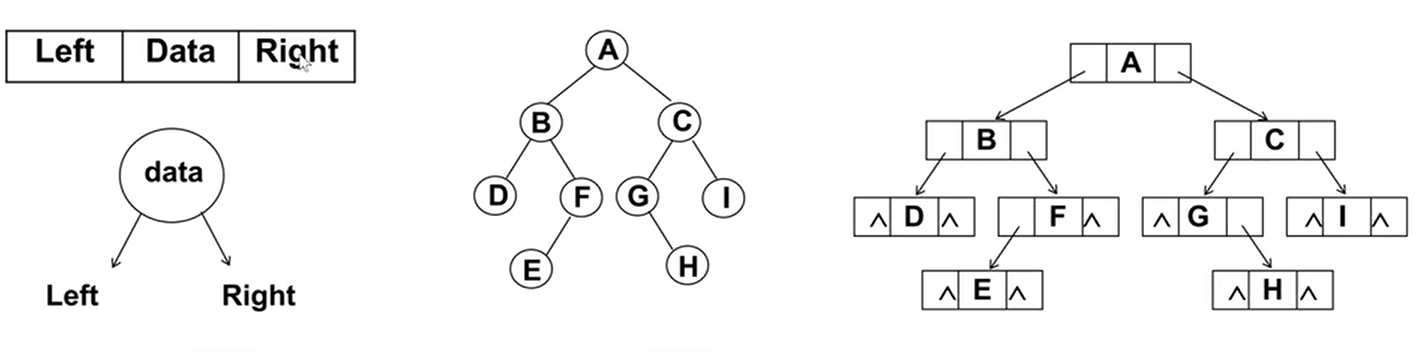 Left Data Right
data
Left Right
A
B C
D F G I
E H
A
B C
^ D ^ F ^ ^ G ^ I ^
^ E ^ ^ H ^